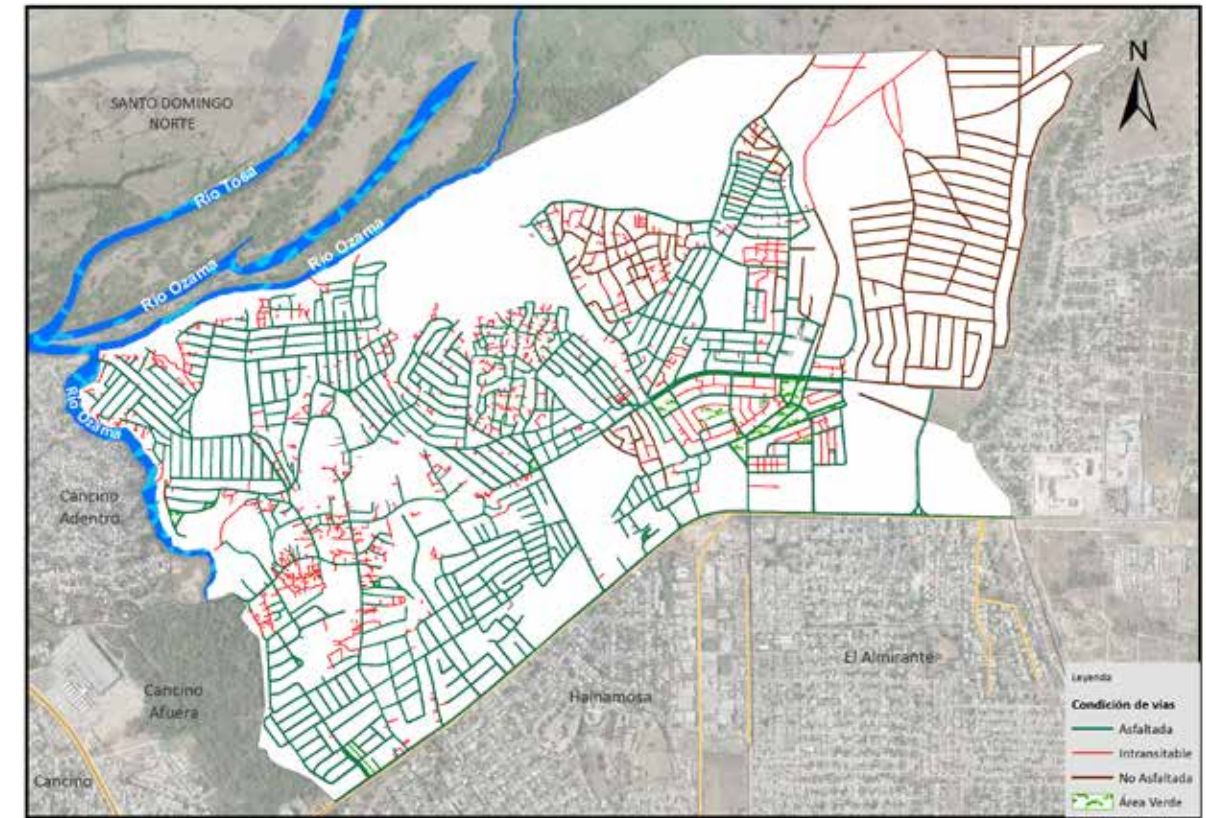 N
SANTO DOMINGO
NORTE
Río Tosa
Río Ozama
Río Ozama
Río Ozama
Cancino
Adentro
Cancino
Afuera
Cancino
Hainamosa
El Almirante
Leyenda
Condición de vías
Asfaltada
Intransitable
No Asfaltada
Área Verde